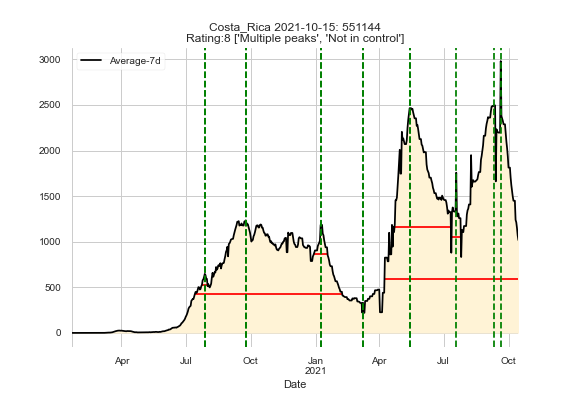 Costa_Rica 2021-10-15: 551144
Rating:8 ['Multiple peaks', 'Not in control']
Average-7d
3000
2500
2000
1500
1000
500
0
Apr Jul Oct Jan Apr Jul Oct
2021
Date